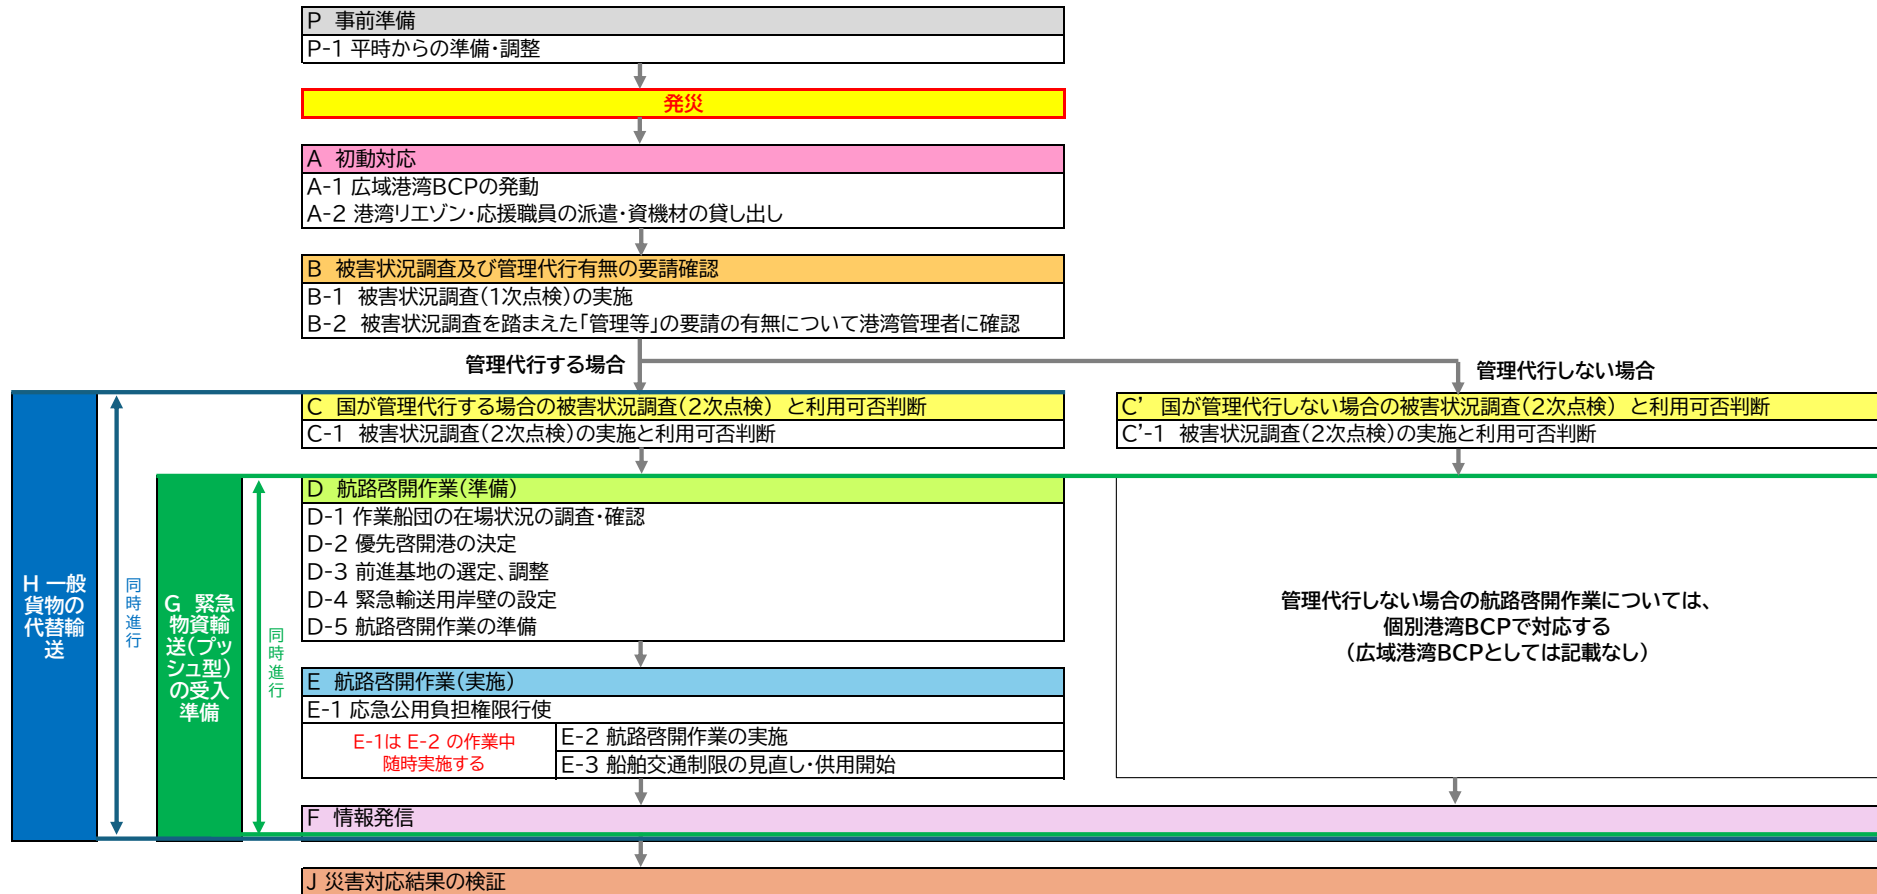 P 事前準備
P-1 平時からの準備・調整
発災
A 初動対応
A-1 広域港湾BCPの発動
A-2 港湾リエゾン・応援職員の派遣・資機材の貸し出し
B 被害状況調査及び管理代行有無の要請確認
B-1 被害状況調査(1次点検)の実施
B-2 被害状況調査を踏まえた「管理等」の要請の有無について港湾管理者に確認
管理代行する場合
管理代行しない場合
C 国が管理代行する場合の被害状況調査(2次点検) と利用可否判断
C-1 被害状況調査(2次点検)の実施と利用可否判断
C’ 国が管理代行しない場合の被害状況調査(2次点検) と利用可否判断
C’-1 被害状況調査(2次点検)の実施と利用可否判断
H 一般
貨物の
代替輸
送
同時進行
G 緊急
物資輸
送(プッ
シュ型)
の受入
準備
同時進行
D 航路啓開作業(準備)
D-1 作業船団の在場状況の調査・確認
D-2 優先啓開港の決定
D-3 前進基地の選定、調整
D-4 緊急輸送用岸壁の設定
D-5 航路啓開作業の準備
管理代行しない場合の航路啓開作業については、
個別港湾BCPで対応する
(広域港湾BCPとしては記載なし)
E 航路啓開作業(実施)
E-1 応急公用負担権限行使
E-1は E-2 の作業中
随時実施する
E-2 航路啓開作業の実施
E-3 船舶交通制限の見直し・供用開始
F 情報発信
J 災害対応結果の検証